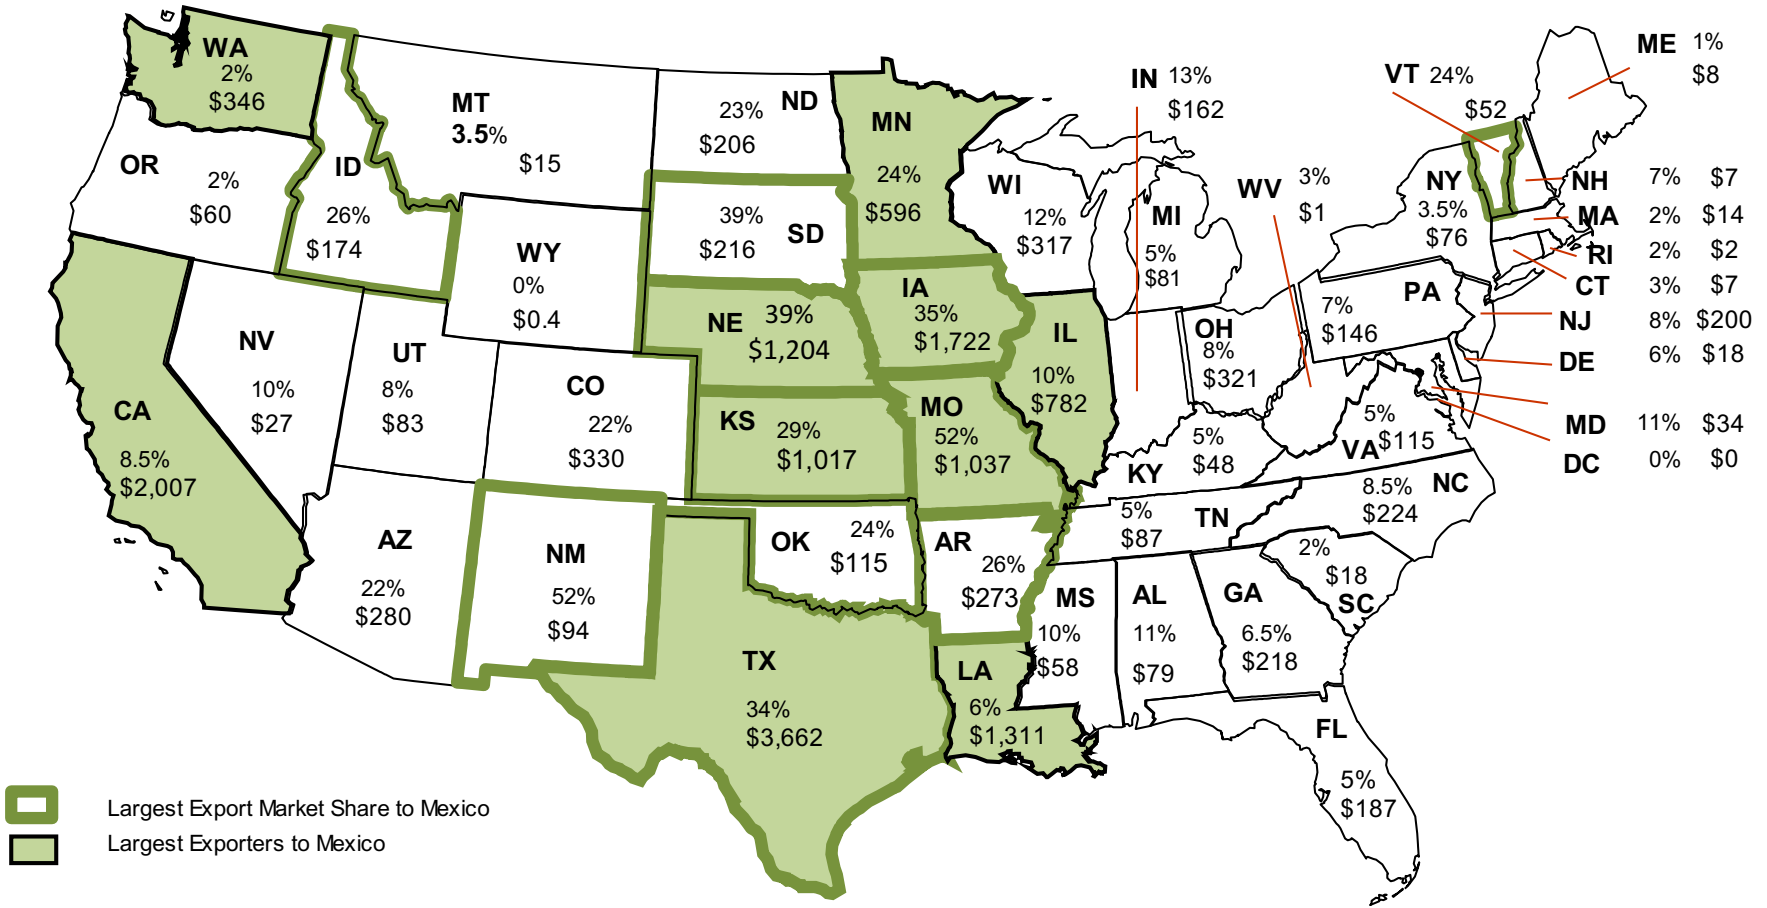 WA
2%
$346
OR
2%
$60
CA
8.5%
$2,007
ID
26%
$174
NV
10%
$27
MT
3.5%
$15
WY
0%
$0.4
UT
8%
$83
CO
22%
$330
AZ
22%
$280
NM
52%
$94
ND
23%
$206
SD
39%
$216
NE 39%
$1,204
KS 29%
$1,017
OK 24%
$115
TX
34%
$3,662
MN
24%
$596
IA
35%
$1,722
MO
52%
$1,037
AR
26%
$273
LA
6%
$1,311
WI
12%
$317
IL
10%
$782
MI
5%
$81
IN 13%
$162
OH
8%
$321
KY
5%
$48
TN
5%
$87
MS
10%
$58
AL
11%
$79
GA
6.5%
$218
FL
5%
$187
SC
2%
$18
NC
8.5%
$224
VA
5%
$115
WV 3%
$1
PA
7%
$146
NY
3.5%
$76
VT 24%
$52
ME 1%
$8
NH 7% $7
MA 2% $14
RI 2% $2
CT 3% $7
NJ 8% $200
DE 6% $18
MD 11% $34
DC 0% $0
Largest Export Market Share to Mexico
Largest Exporters to Mexico